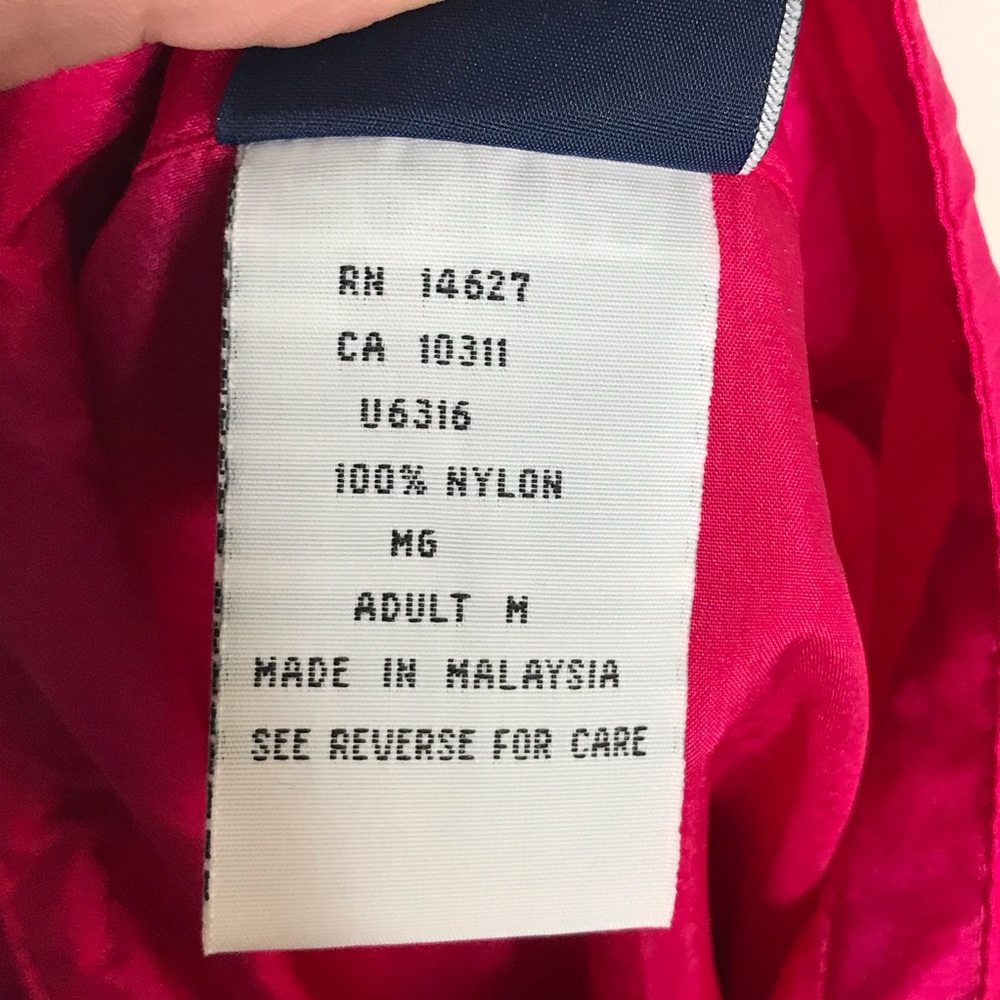 RN 14627
CA 10311
U6316
100% NYLON
MG
ADULT M
MADE IN MALAYSIA
SEE REVERSE FOR CARE